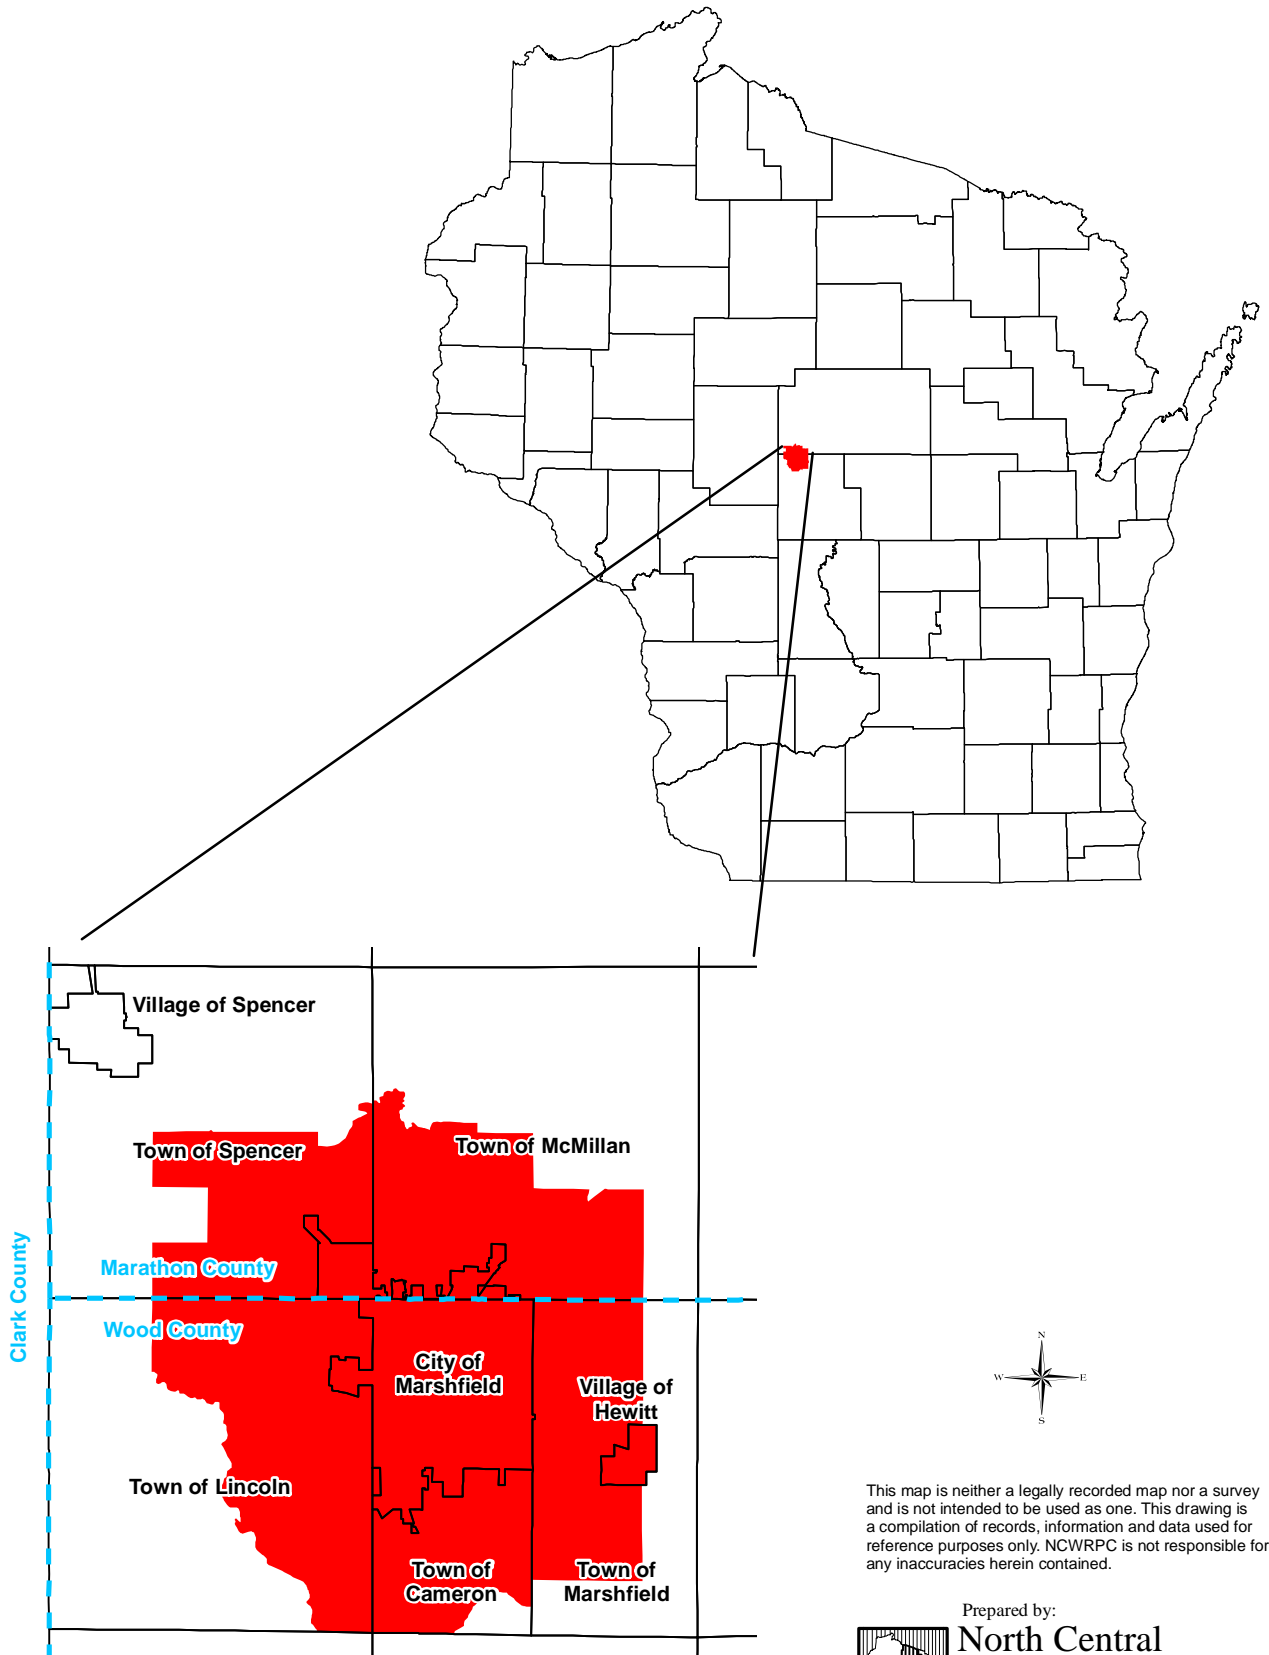 Village of Spencer
Town of Spencer
Town of McMillan
Clark County
Marathon County
Wood County
City of
Marshfield
Village of
Hewitt
Town of Lincoln
Town of
Cameron
Town of
Marshfield
N
W
E
S
This map is neither a legally recorded map nor a survey
and is not intended to be used as one. This drawing is
a compilation of records, information and data used for
reference purposes only. NCWRPC is not responsible for
any inaccuracies herein contained.
Prepared by:
North Central